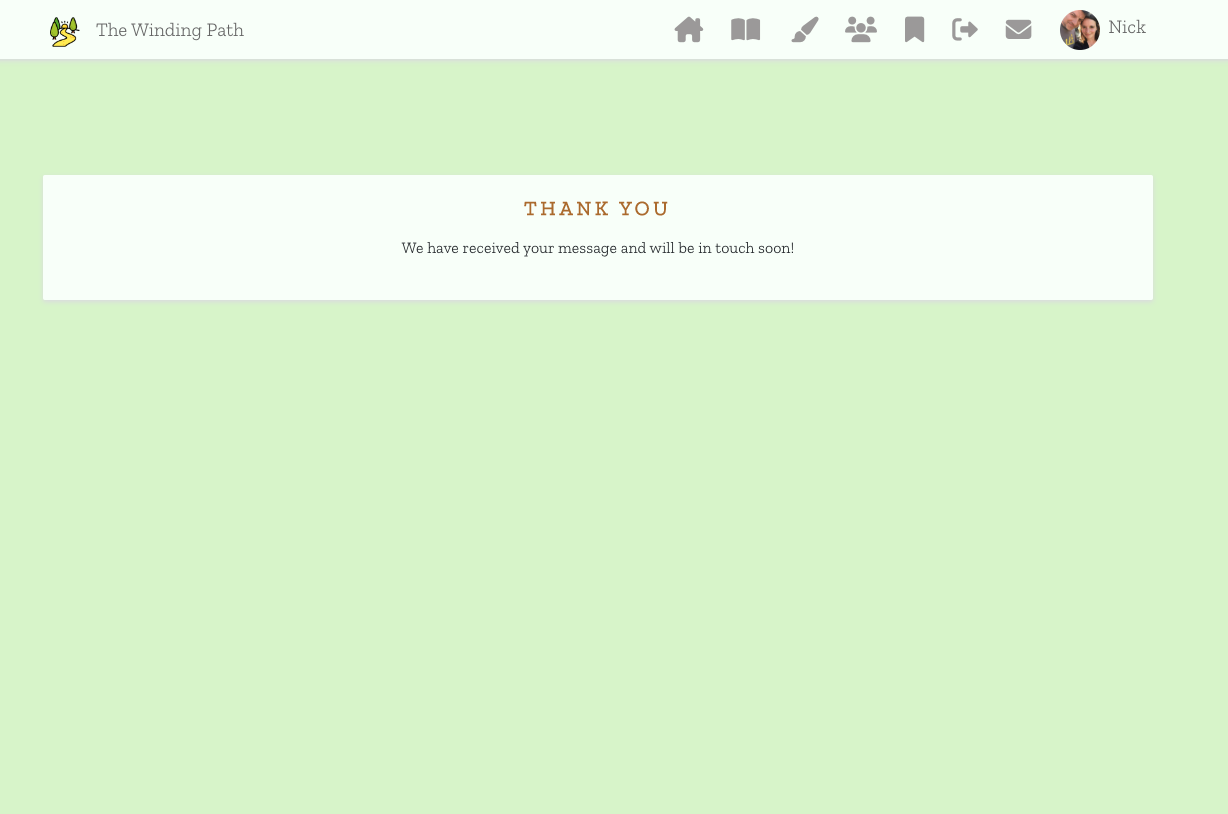 The Winding Path
Nick
THANK YOU
We have received your message and will be in touch soon!